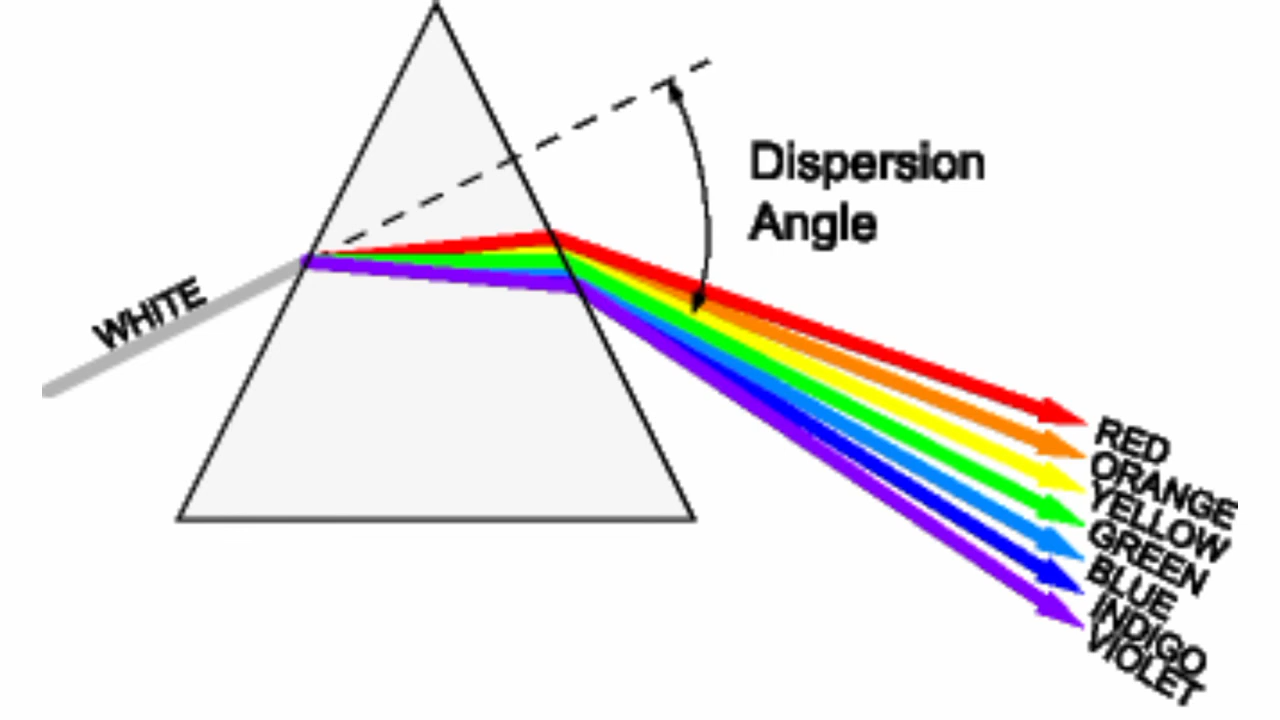 WHITE
Dispersion
Angle
RED
ORANGE
YELLOW
GREEN
BLUE
INDIGO
VIOLET